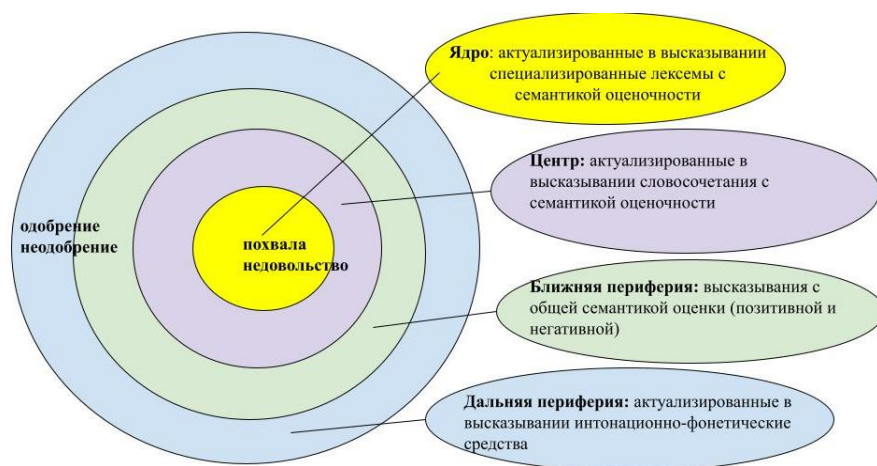 Ядро: актуализированные в высказывании
специализированные лексемы с
семантикой оценочности
Центр: актуализированные в
высказывании словосочетания с
семантикой оценочности
одобрение
неодобрение
похвала
недовольство
Ближняя периферия: высказывания с
общей семантикой оценки (позитивной и
негативной)
Дальняя периферия: актуализированные в
высказывании интонационно-фонетические
средства